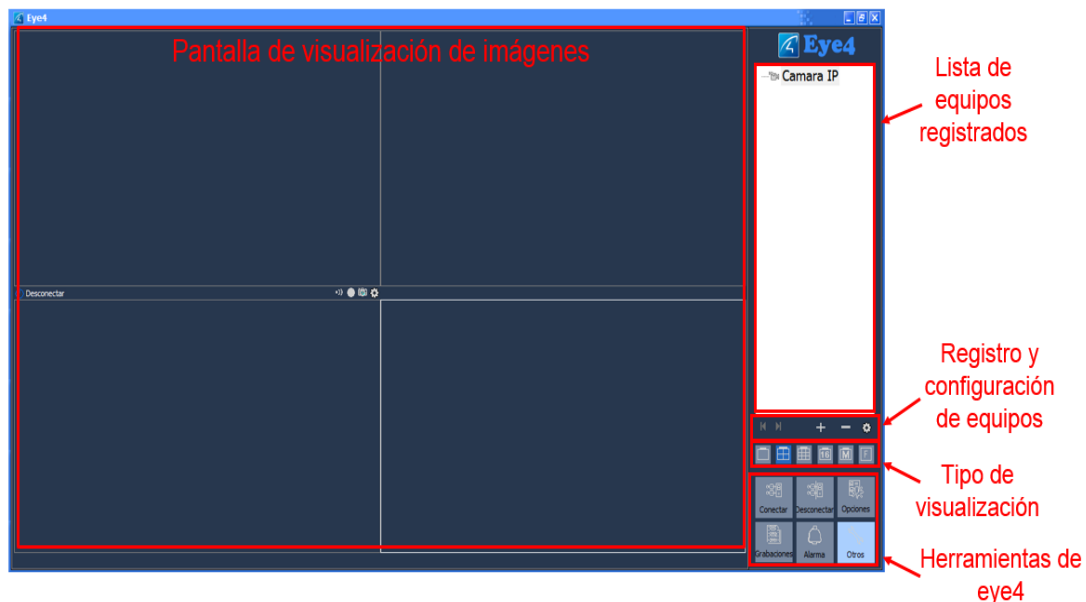 Eye4
Pantalla de visualización de imágenes
Eye4
Camara IP
Lista de
equipos
registrados
Desconectar
Registro y
configuración
de equipos
16 M F
Tipo de
visualización
Conectar Desconectar Opciones
Grabaciones Alarma Otros
Herramientas de
eye4